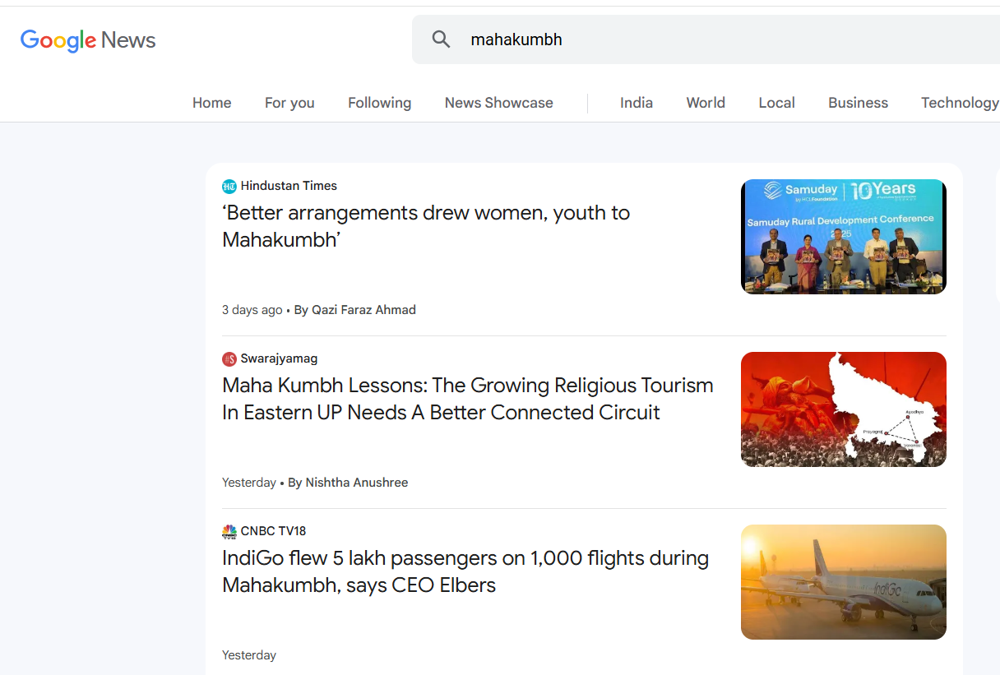 Google News
mahakumbh
Home For you Following News Showcase India World Local Business Technology
Hindustan Times
‘Better arrangements drew women, youth to
Mahakumbh’
3 days ago • By Qazi Faraz Ahmad
Samuday
by HCLFoundation
10 Years
Samuday Rural Development Conference
2025
Swarajyamag
Maha Kumbh Lessons: The Growing Religious Tourism
In Eastern UP Needs A Better Connected Circuit
Yesterday • By Nishtha Anushree
Ayodhya
Prayagraj
Varanasi
CNBC TV18
IndiGo flew 5 lakh passengers on 1,000 flights during
Mahakumbh, says CEO Elbers
Yesterday
IndiGo